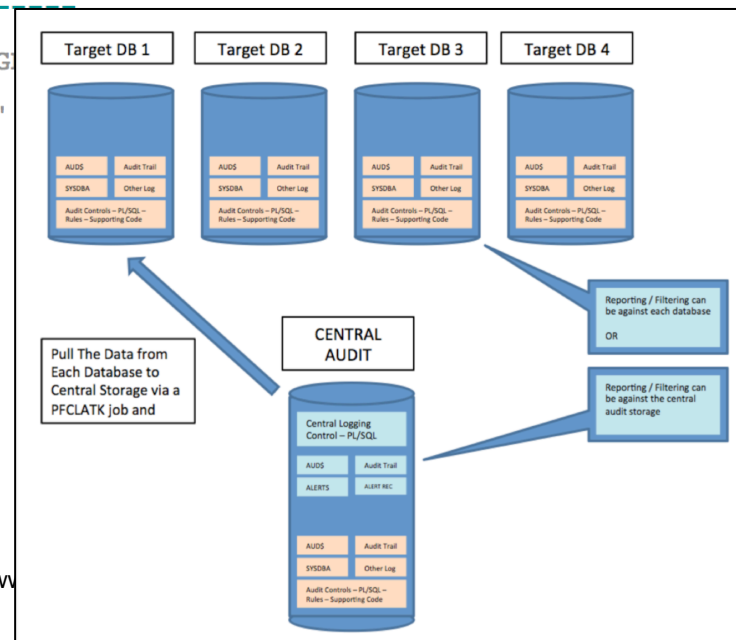 Target DB 1
Target DB 2
Target DB 3
Target DB 4
AUD$
Audit Trail
SYSDBA
Other Log
Audit Controls – PL/SQL –
Rules – Supporting Code
AUD$
Audit Trail
SYSDBA
Other Log
Audit Controls – PL/SQL –
Rules – Supporting Code
AUD$
Audit Trail
SYSDBA
Other Log
Audit Controls – PL/SQL –
Rules – Supporting Code
AUD$
Audit Trail
SYSDBA
Other Log
Audit Controls – PL/SQL –
Rules – Supporting Code
Reporting / Filtering can
be against each database
OR
Pull The Data from
Each Database to
Central Storage via a
PFCLATK job and
CENTRAL
AUDIT
Reporting / Filtering can
be against the central
audit storage
Central Logging
Control – PL/SQL
AUD$
Audit Trail
ALERTS
ALERT REC
AUD$
Audit Trail
SYSDBA
Other Log
Audit Controls – PL/SQL –
Rules – Supporting Code